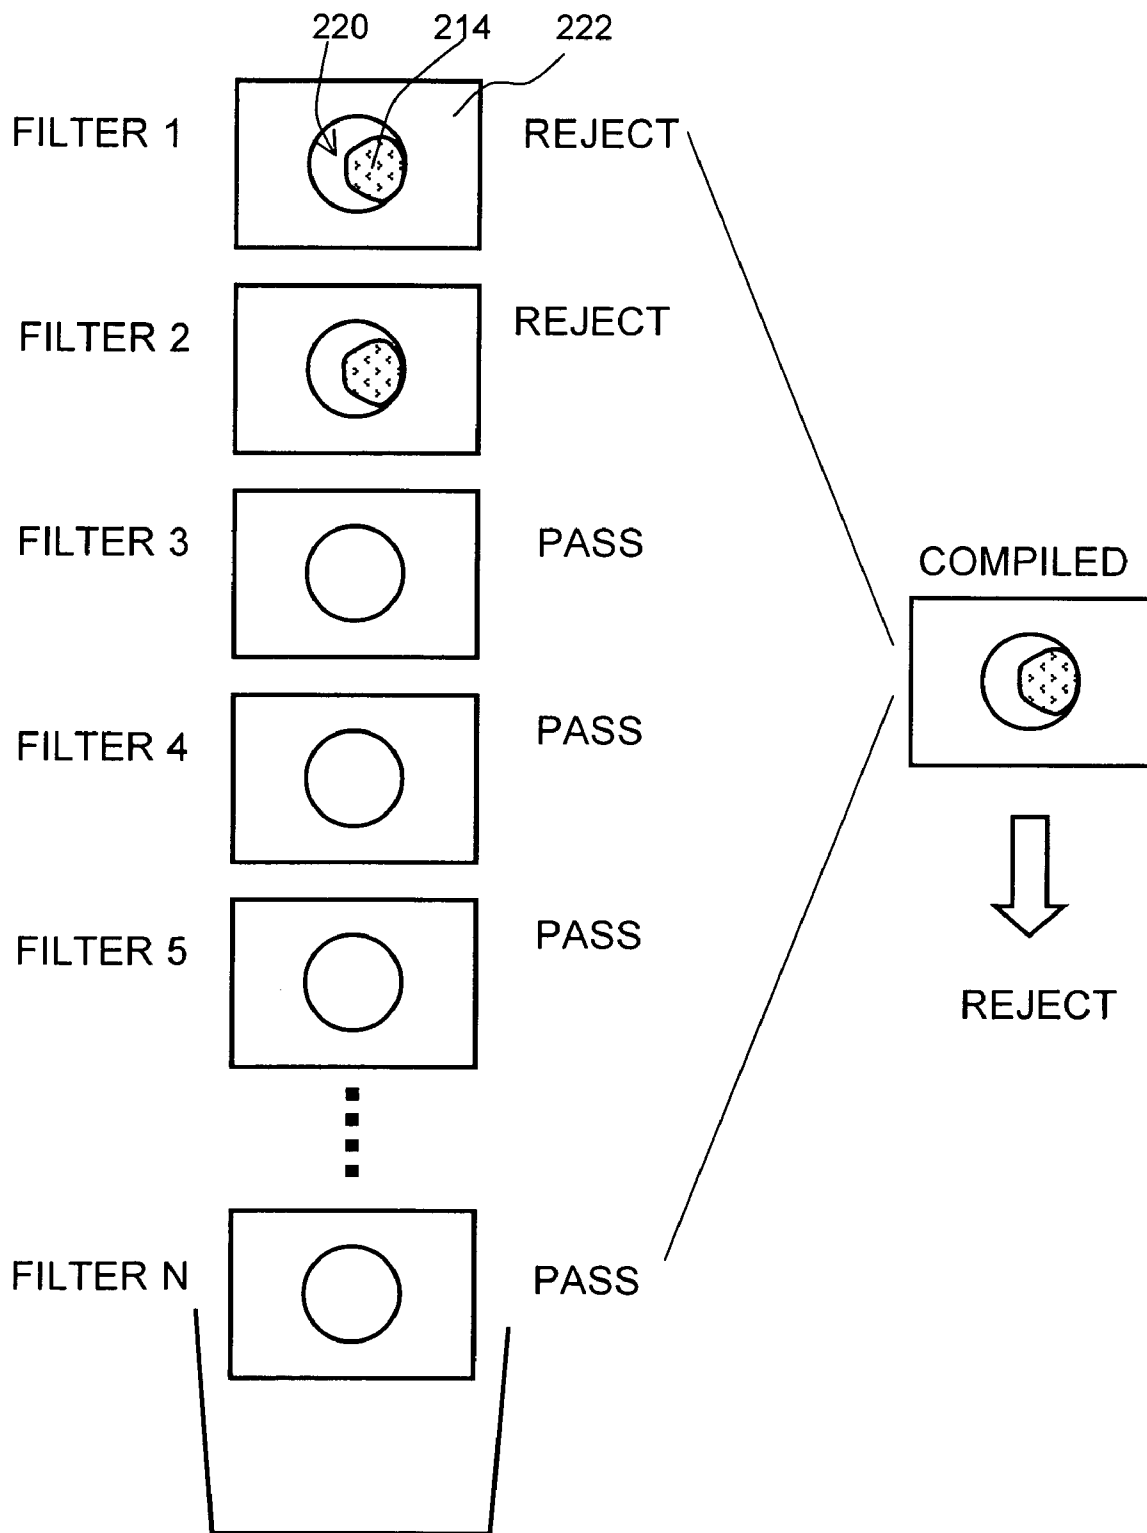 220 214 222
FILTER 1 REJECT
FILTER 2 REJECT
FILTER 3 PASS
FILTER 4 PASS
FILTER 5 PASS
FILTER N PASS
COMPILED
REJECT